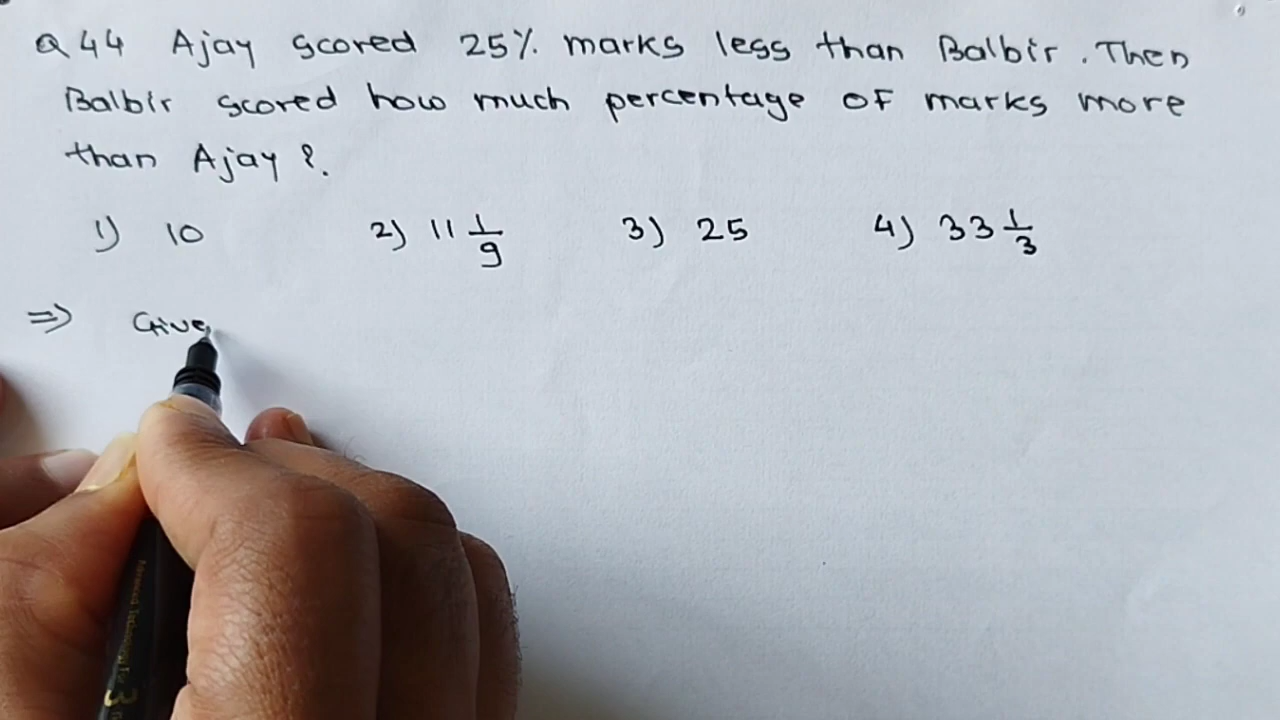 Q 44 Ajay scored 25% marks less than Balbir. Then
Balbir scored how much percentage of marks more
than Ajay ?.
1) 10 2) 11 1/9 3) 25 4) 33 1/3
⇒ Give